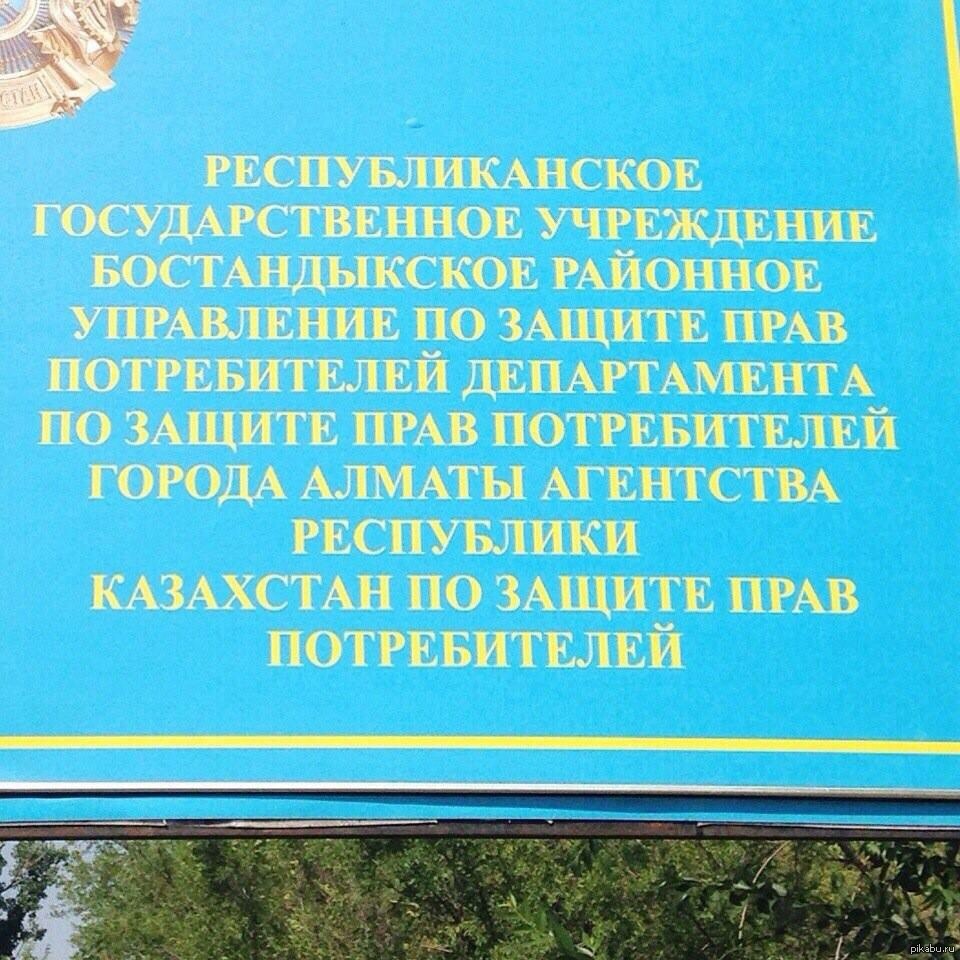 СТАН
РЕСПУБЛИКАНСКОЕ
ГОСУДАРСТВЕННОЕ УЧРЕЖДЕНИЕ
БОСТАНДЫКСКОЕ РАЙОННОЕ
УПРАВЛЕНИЕ ПО ЗАЩИТЕ ПРАВ
ПОТРЕБИТЕЛЕЙ ДЕПАРТАМЕНТА
ПО ЗАЩИТЕ ПРАВ ПОТРЕБИТЕЛЕЙ
ГОРОДА АЛМАТЫ АГЕНТСТВА
РЕСПУБЛИКИ
КАЗАХСТАН ПО ЗАЩИТЕ ПРАВ
ПОТРЕБИТЕЛЕЙ
pikabu.ru